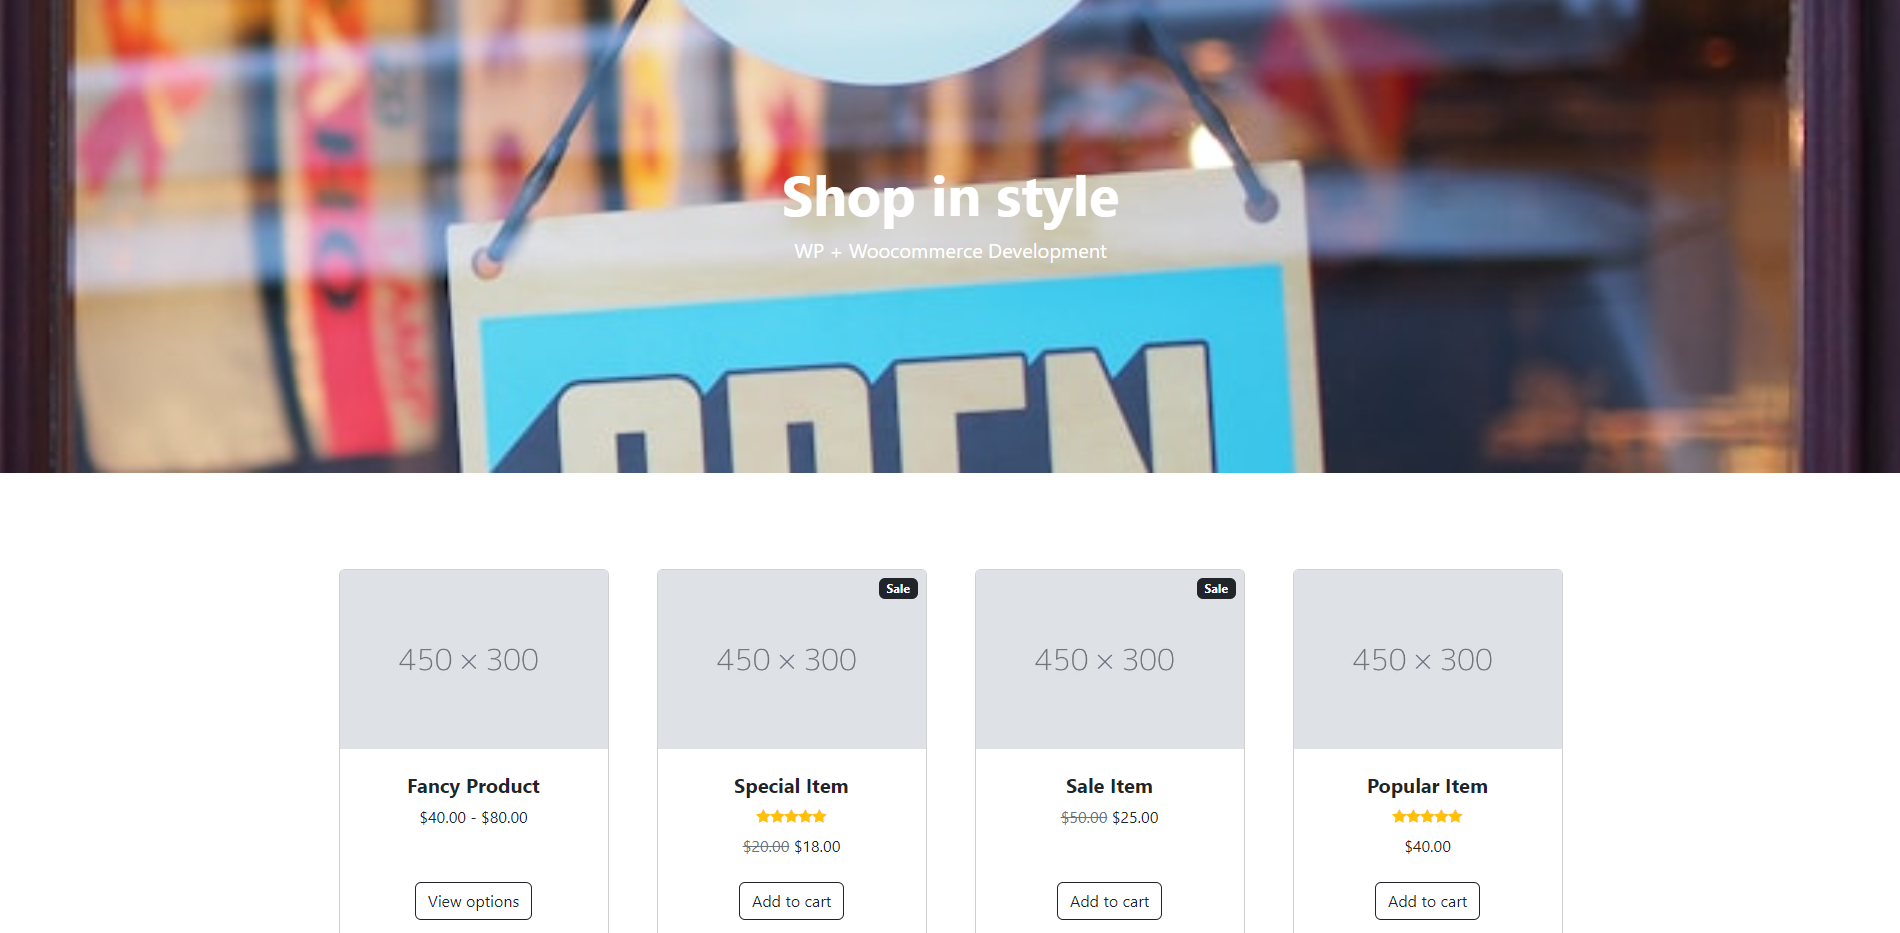 Shop in style
WP + Woocommerce Development
OPEN
450 × 300
Sale
450 × 300
Sale
450 × 300
450 × 300
Fancy Product
$40.00 - $80.00
View options
Special Item
$20.00 $18.00
Add to cart
Sale Item
$50.00 $25.00
Add to cart
Popular Item
$40.00
Add to cart